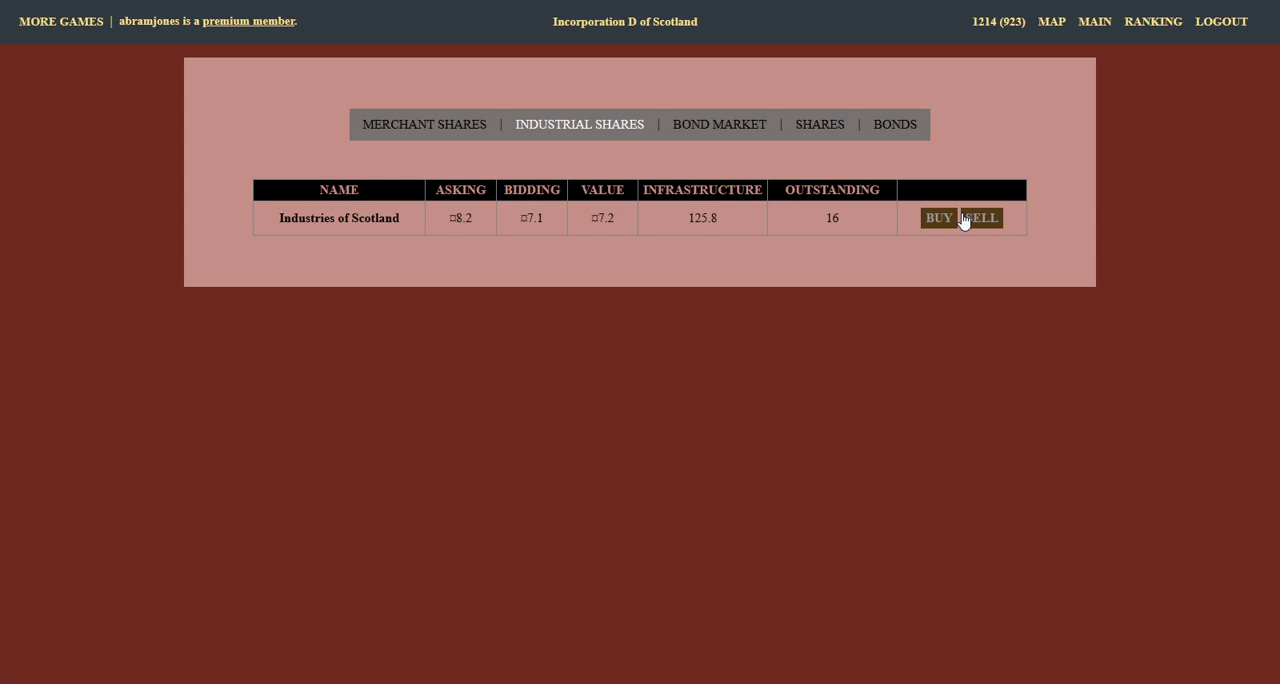 MORE GAMES | abramjones is a premium member. Incorporation D of Scotland 1214 (923) MAP MAIN RANKING LOGOUT
MERCHANT SHARES | INDUSTRIAL SHARES | BOND MARKET | SHARES | BONDS
NAME ASKING BIDDING VALUE INFRASTRUCTURE OUTSTANDING
Industries of Scotland ¤8.2 ¤7.1 ¤7.2 125.8 16 BUY SELL